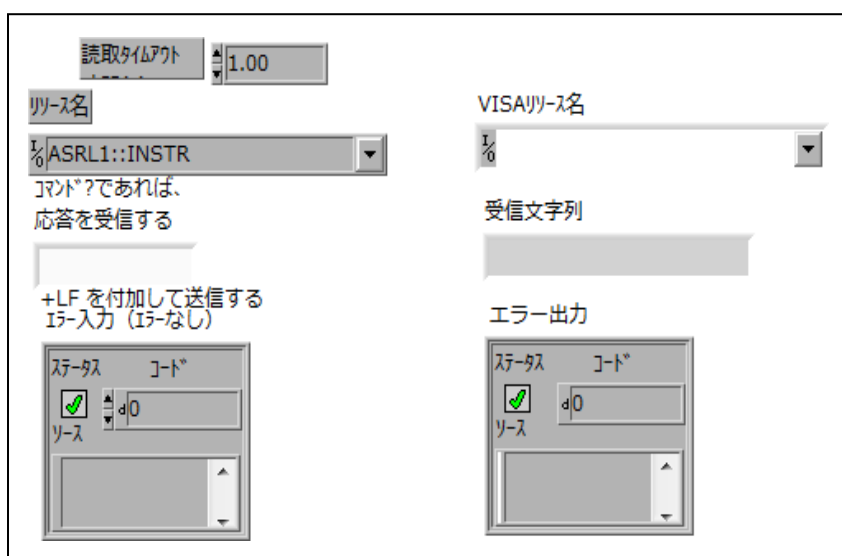 読取ﾀｲﾑｱｳﾄ
1.00
ﾘｿｰｽ名
ASRL1::INSTR
ｺﾏﾝﾄﾞ?であれば、
応答を受信する
+LF を付加して送信する
ｴﾗｰ入力（ｴﾗｰなし）
ｽﾃｰﾀｽ ｺｰﾄﾞ
d0
ｿｰｽ
VISAﾘｿｰｽ名
受信文字列
エラー出力
ｽﾃｰﾀｽ ｺｰﾄﾞ
d0
ｿｰｽ